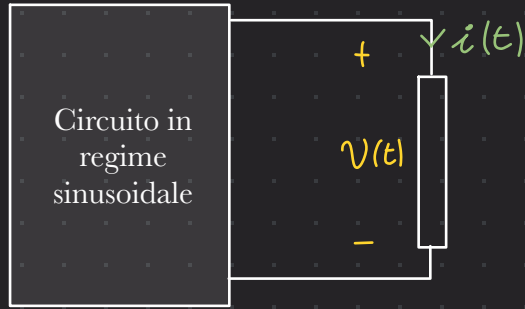 i(t)
+
Circuito in
regime
sinusoidale
V(t)
−